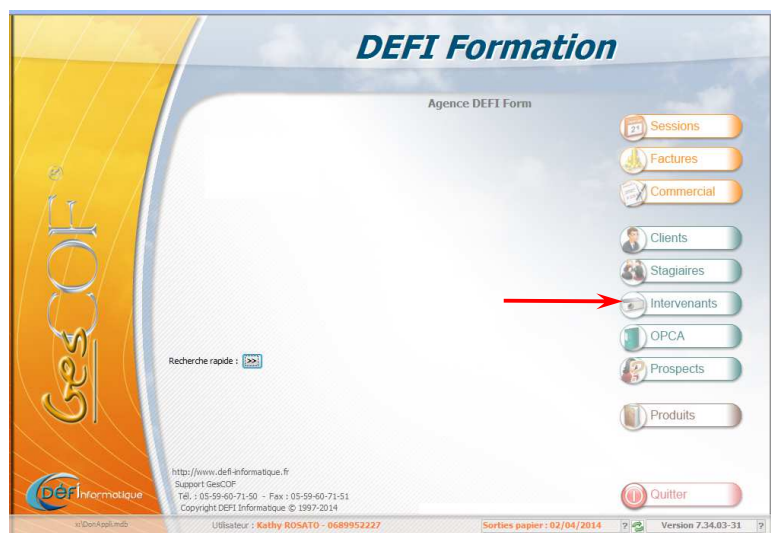 DEFI Formation
Agence DEFI Form
Sessions
Factures
Commercial
Clients
Stagiaires
Intervenants
OPCA
Prospects
Produits
Quitter
GesCOF
Recherche rapide : >>
http://www.defi-informatique.fr
Support GesCOF
Tél. : 05-59-60-71-50 - Fax : 05-59-60-71-51
Copyright DEFI Informatique © 1997-2014
DÉFInformatique
x:\DonAppli.mdb
Utilisateur : Kathy ROSATO - 0689952227
Sorties papier : 02/04/2014
?
Version 7.34.03-31
?